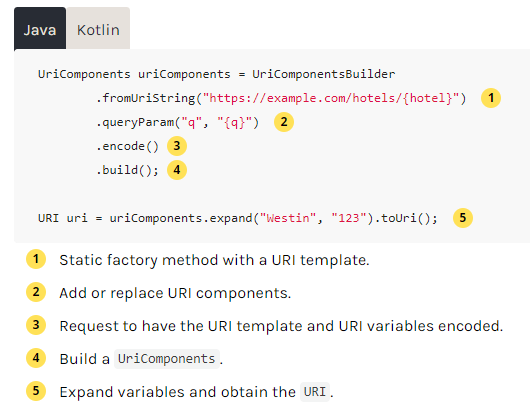 Java Kotlin
UriComponents uriComponents = UriComponentsBuilder
.fromUriString("https://example.com/hotels/{hotel}") 1
.queryParam("q", "{q}") 2
.encode() 3
.build(); 4
URI uri = uriComponents.expand("Westin", "123").toUri(); 5
1 Static factory method with a URI template.
2 Add or replace URI components.
3 Request to have the URI template and URI variables encoded.
4 Build a UriComponents.
5 Expand variables and obtain the URI.